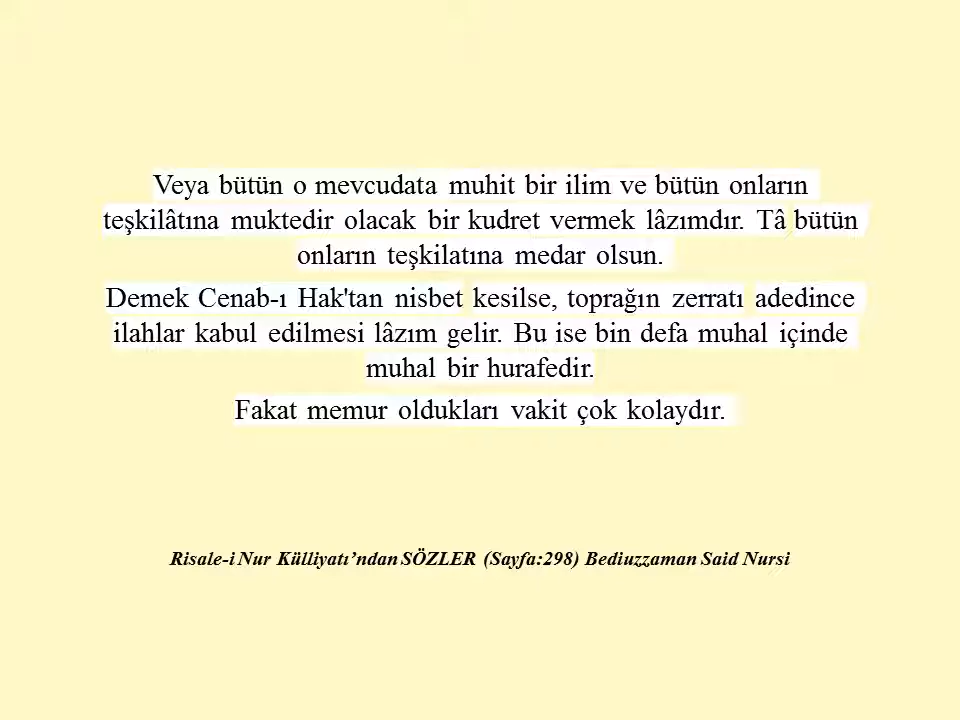 Veya bütün o mevcudata muhit bir ilim ve bütün onların
teşkilâtına muktedir olacak bir kudret vermek lâzımdır. Tâ bütün
onların teşkilatına medar olsun.
Demek Cenab-ı Hak'tan nisbet kesilse, toprağın zerratı adedince
ilahlar kabul edilmesi lâzım gelir. Bu ise bin defa muhal içinde
muhal bir hurafedir.
Fakat memur oldukları vakit çok kolaydır.
Risale-i Nur Külliyatı’ndan SÖZLER (Sayfa:298) Bediuzzaman Said Nursi